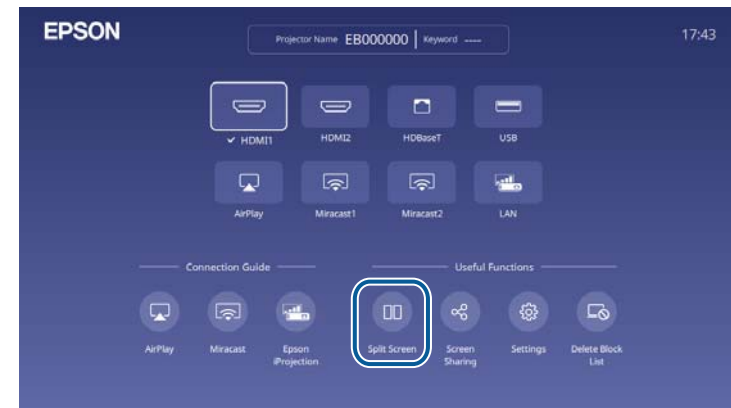 EPSON
Projector Name EB000000 | Keyword ----
17:43
✔ HDMI1
HDMI2
HDBaseT
USB
AirPlay
Miracast1
Miracast2
LAN
Connection Guide
Useful Functions
AirPlay
Miracast
Epson
iProjection
Split Screen
Screen
Sharing
Settings
Delete Block
List